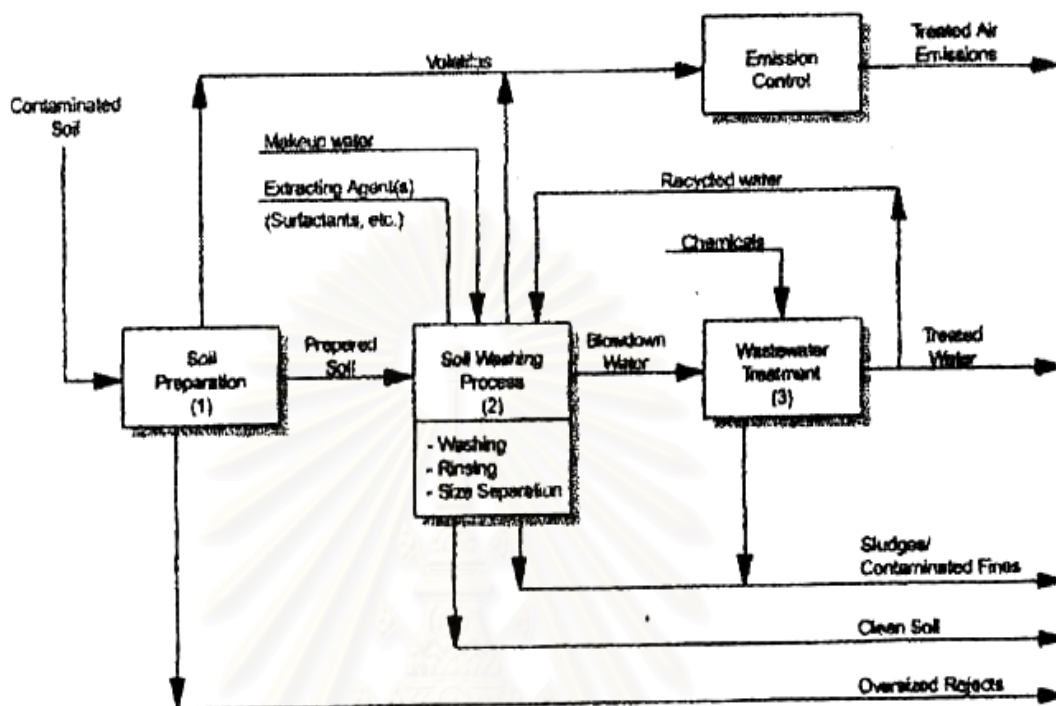 Volatiles
Emission
Control
Treated Air
Emissions
Contaminated
Soil
Makeup water
Extracting Agent(s)
(Surfactants, etc.)
Recycled water
Chemicals
Soil
Preparation
(1)
Prepared
Soil
Soil Washing
Process
(2)
- Washing
- Rinsing
- Size Separation
Blowdown
Water
Wastewater
Treatment
(3)
Treated
Water
Sludges/
Contaminated Fines
Clean Soil
Oversized Rejects